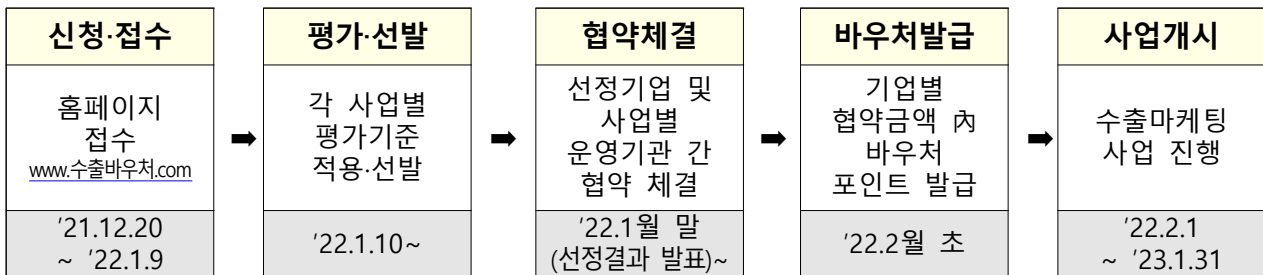 신청·접수
홈페이지
접수
www.수출바우처.com
'21.12.20
~ '22.1.9
➡
평가·선발
각 사업별
평가기준
적용·선발
'22.1.10~
➡
협약체결
선정기업 및
사업별
운영기관 간
협약 체결
'22.1월 말
(선정결과 발표)~
➡
바우처발급
기업별
협약금액 內
바우처
포인트 발급
'22.2월 초
➡
사업개시
수출마케팅
사업 진행
'22.2.1
~ '23.1.31